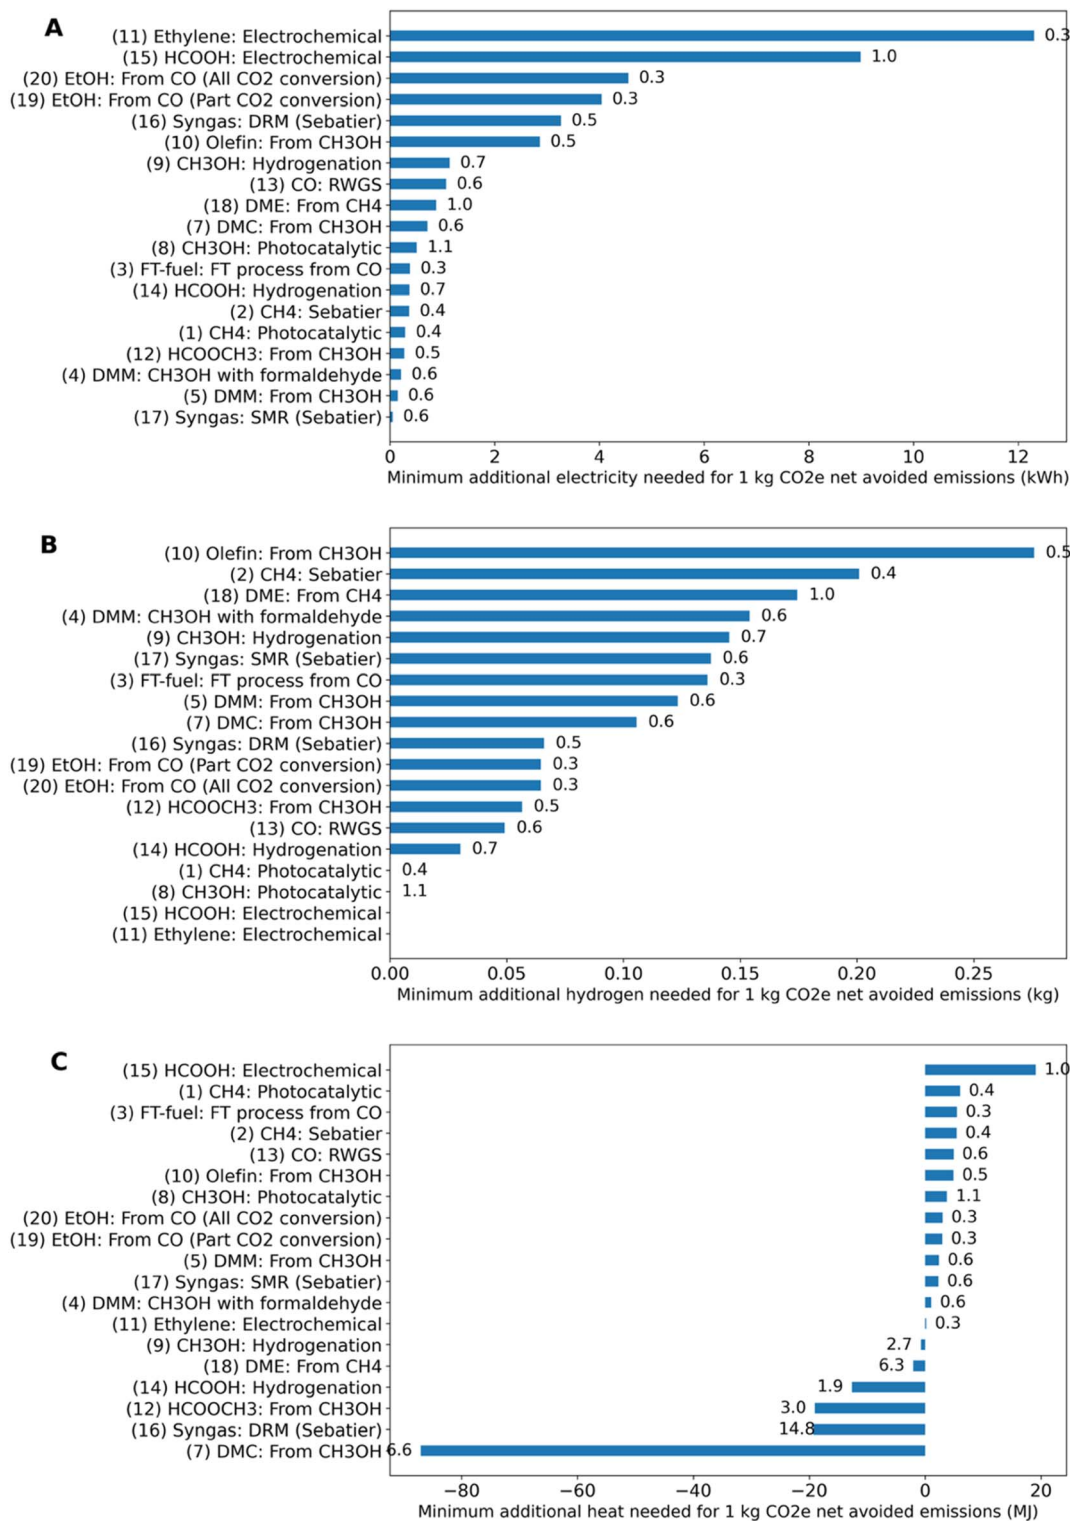 A
(11) Ethylene: Electrochemical 0.3
(15) HCOOH: Electrochemical 1.0
(20) EtOH: From CO (All CO2 conversion) 0.3
(19) EtOH: From CO (Part CO2 conversion) 0.3
(16) Syngas: DRM (Sebatier) 0.5
(10) Olefin: From CH3OH 0.5
(9) CH3OH: Hydrogenation 0.7
(13) CO: RWGS 0.6
(18) DME: From CH4 1.0
(7) DMC: From CH3OH 0.6
(8) CH3OH: Photocatalytic 1.1
(3) FT-fuel: FT process from CO 0.3
(14) HCOOH: Hydrogenation 0.7
(2) CH4: Sebatier 0.4
(1) CH4: Photocatalytic 0.4
(12) HCOOCH3: From CH3OH 0.5
(4) DMM: CH3OH with formaldehyde 0.6
(5) DMM: From CH3OH 0.6
(17) Syngas: SMR (Sebatier) 0.6
0 2 4 6 8 10 12
Minimum additional electricity needed for 1 kg CO2e net avoided emissions (kWh)
B
(10) Olefin: From CH3OH 0.5
(2) CH4: Sebatier 0.4
(18) DME: From CH4 1.0
(4) DMM: CH3OH with formaldehyde 0.6
(9) CH3OH: Hydrogenation 0.7
(17) Syngas: SMR (Sebatier) 0.6
(3) FT-fuel: FT process from CO 0.3
(5) DMM: From CH3OH 0.6
(7) DMC: From CH3OH 0.6
(16) Syngas: DRM (Sebatier) 0.5
(19) EtOH: From CO (Part CO2 conversion) 0.3
(20) EtOH: From CO (All CO2 conversion) 0.3
(12) HCOOCH3: From CH3OH 0.5
(13) CO: RWGS 0.6
(14) HCOOH: Hydrogenation 0.7
(1) CH4: Photocatalytic 0.4
(8) CH3OH: Photocatalytic 1.1
(15) HCOOH: Electrochemical
(11) Ethylene: Electrochemical
0.00 0.05 0.10 0.15 0.20 0.25
Minimum additional hydrogen needed for 1 kg CO2e net avoided emissions (kg)
C
(15) HCOOH: Electrochemical 1.0
(1) CH4: Photocatalytic 0.4
(3) FT-fuel: FT process from CO 0.3
(2) CH4: Sebatier 0.4
(13) CO: RWGS 0.6
(10) Olefin: From CH3OH 0.5
(8) CH3OH: Photocatalytic 1.1
(20) EtOH: From CO (All CO2 conversion) 0.3
(19) EtOH: From CO (Part CO2 conversion) 0.3
(5) DMM: From CH3OH 0.6
(17) Syngas: SMR (Sebatier) 0.6
(4) DMM: CH3OH with formaldehyde 0.6
(11) Ethylene: Electrochemical 0.3
(9) CH3OH: Hydrogenation 2.7
(18) DME: From CH4 6.3
(14) HCOOH: Hydrogenation 1.9
(12) HCOOCH3: From CH3OH 3.0
(16) Syngas: DRM (Sebatier) 14.8
(7) DMC: From CH3OH 6.6
−80 −60 −40 −20 0 20
Minimum additional heat needed for 1 kg CO2e net avoided emissions (MJ)